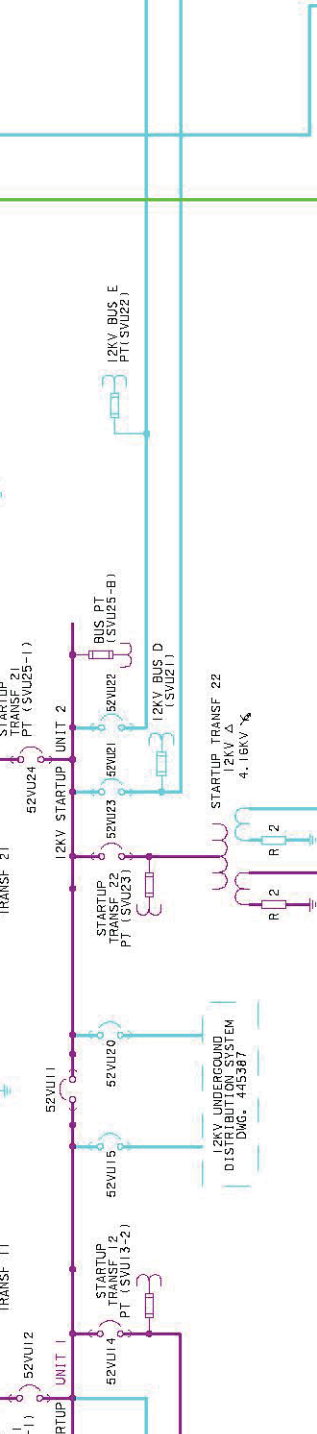 12KV BUS E
PT(SVU22)
STARTUP
TRANSF 21
PT (SVU25-1)
52VU24
12KV STARTUP UNIT 2
BUS PT
(SVU25-B)
52VU22
52VU21
12KV BUS D
(SVU21)
52VU23
STARTUP TRANSF 22
12KV Δ
4.16KV
R 2
R 2
TRANSF 21
STARTUP
TRANSF 22
PT (SVU23)
52VU11
52VU20
52VU15
12KV UNDERGOUND
DISTRIBUTION SYSTEM
DWG. 445387
TRANSF 11
STARTUP
TRANSF 12
PT (SVU13-2)
52VU14
52VU12
UNIT 1